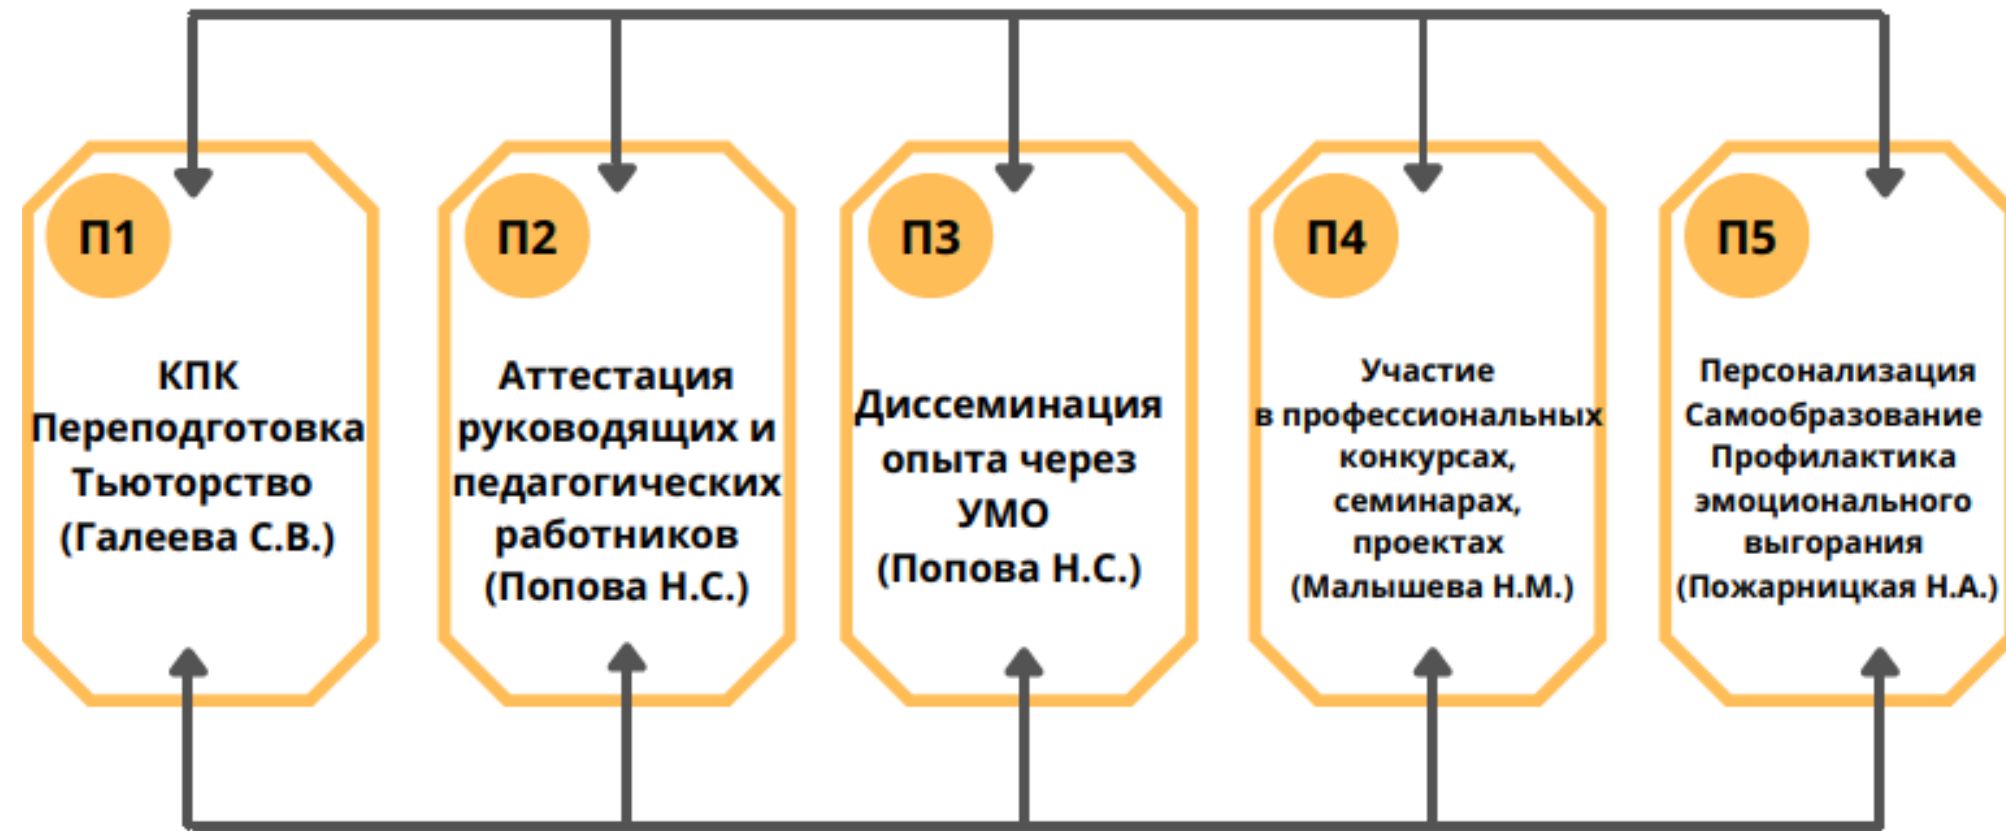 П1
КПК
Переподготовка
Тьюторство
(Галеева С.В.)
П2
Аттестация
руководящих и
педагогических
работников
(Попова Н.С.)
П3
Диссеминация
опыта через
УМО
(Попова Н.С.)
П4
Участие
в профессиональных
конкурсах,
семинарах,
проектах
(Малышева Н.М.)
П5
Персонализация
Самообразование
Профилактика
эмоционального
выгорания
(Пожарницкая Н.А.)